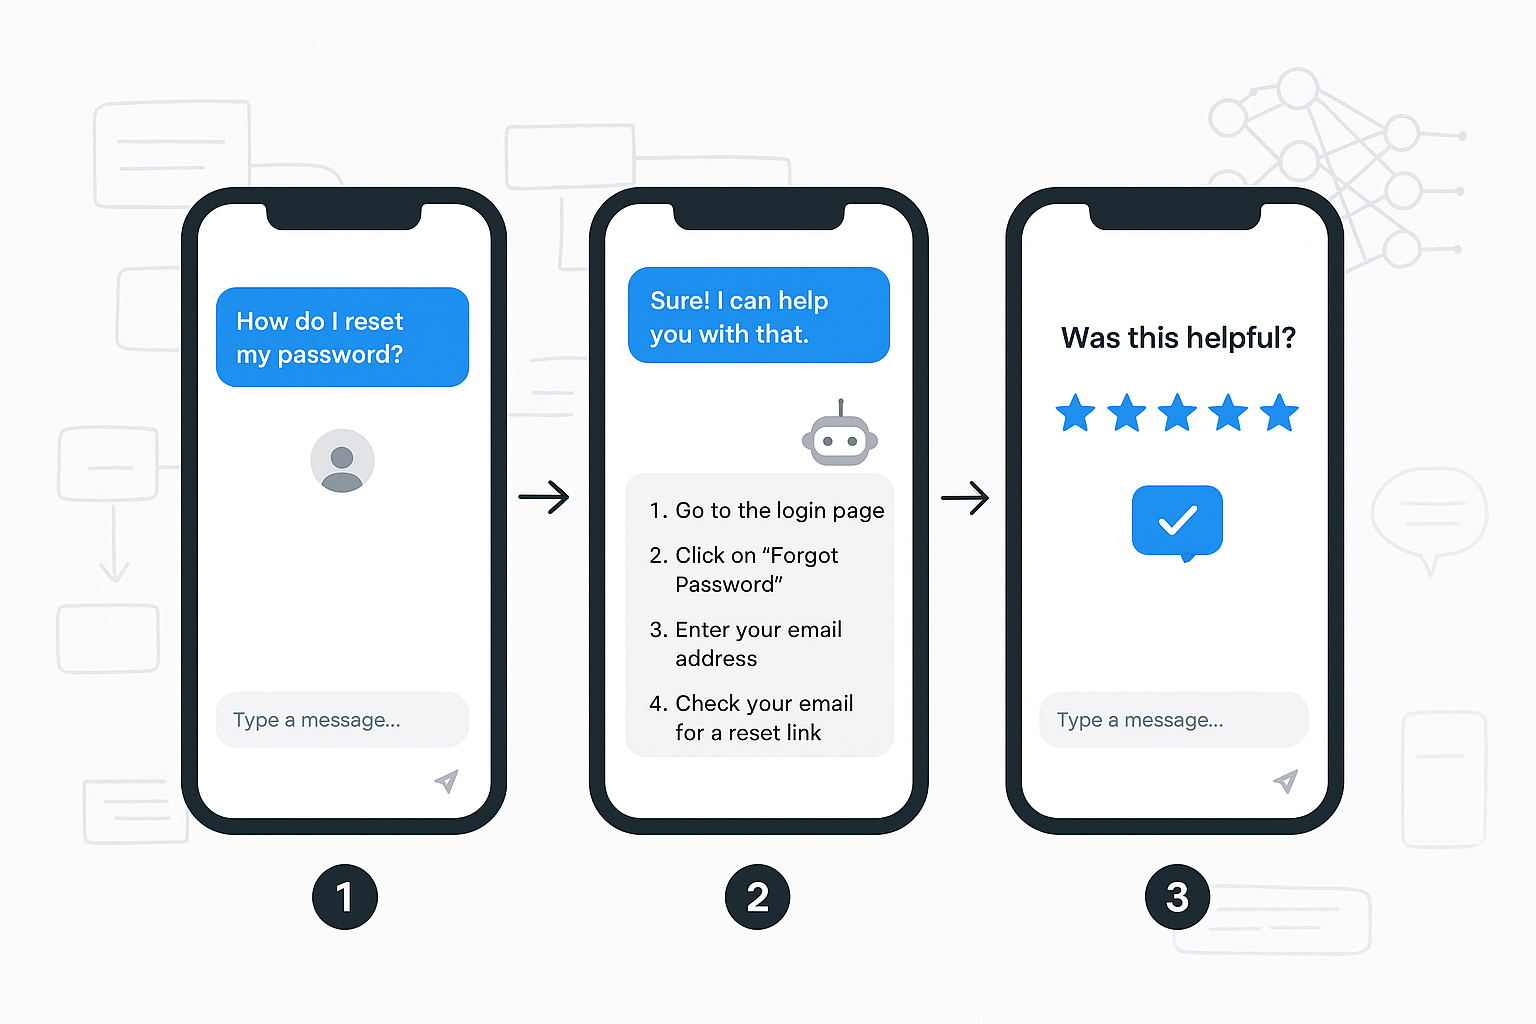 How do I reset
my password?
Type a message...
1
Sure! I can help
you with that.
1. Go to the login page
2. Click on “Forgot
Password”
3. Enter your email
address
4. Check your email
for a reset link
2
Was this helpful?
Type a message...
3